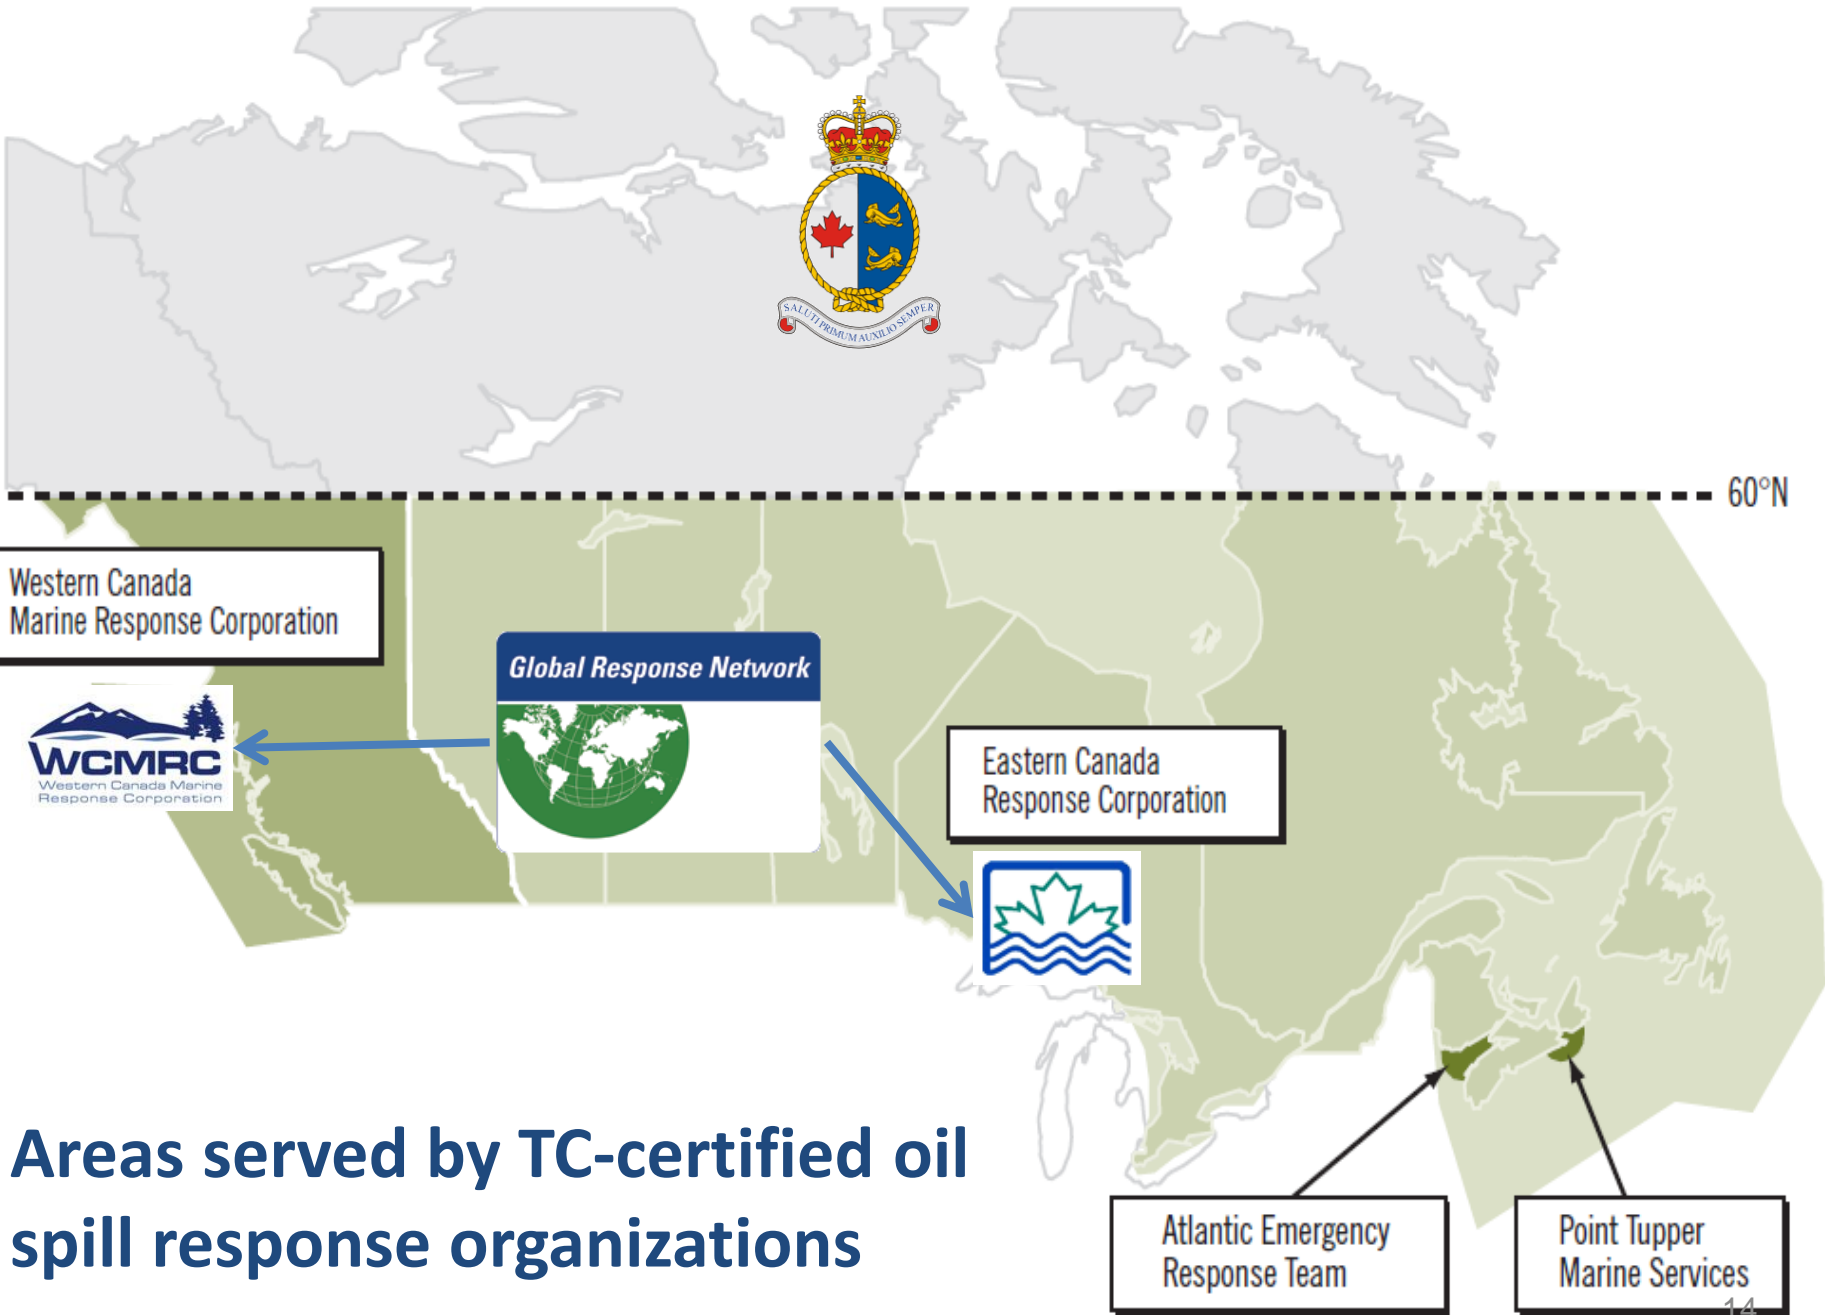 SALUTI PRIMUM AUXILIO SEMPER
60°N
Western Canada
Marine Response Corporation
Global Response Network
WCMRC
Western Canada Marine
Response Corporation
Eastern Canada
Response Corporation
Areas served by TC-certified oil
spill response organizations
Atlantic Emergency
Response Team
Point Tupper
Marine Services
14